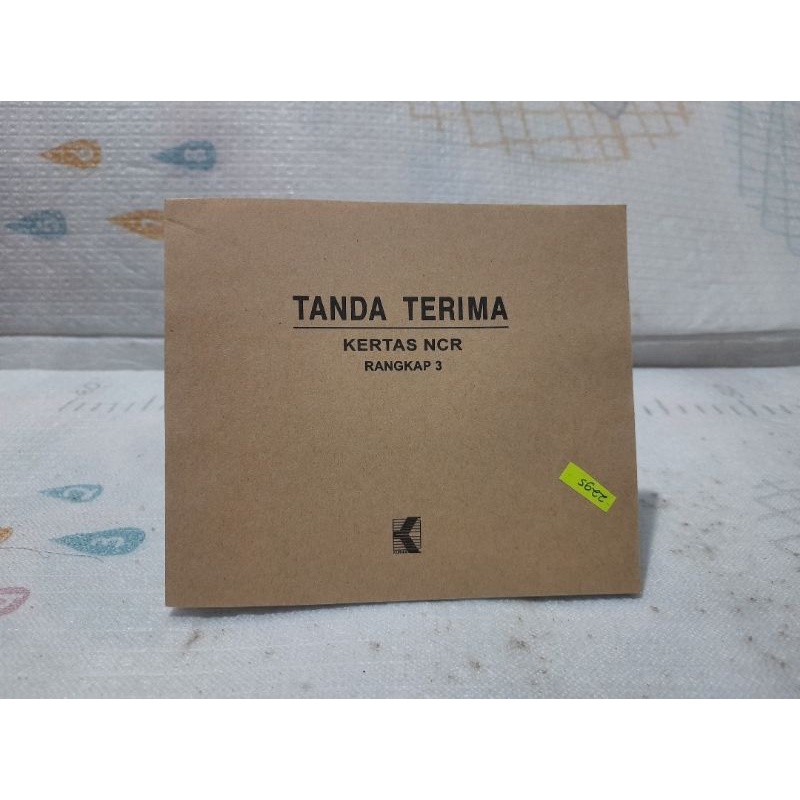 TANDA TERIMA
KERTAS NCR
RANGKAP 3